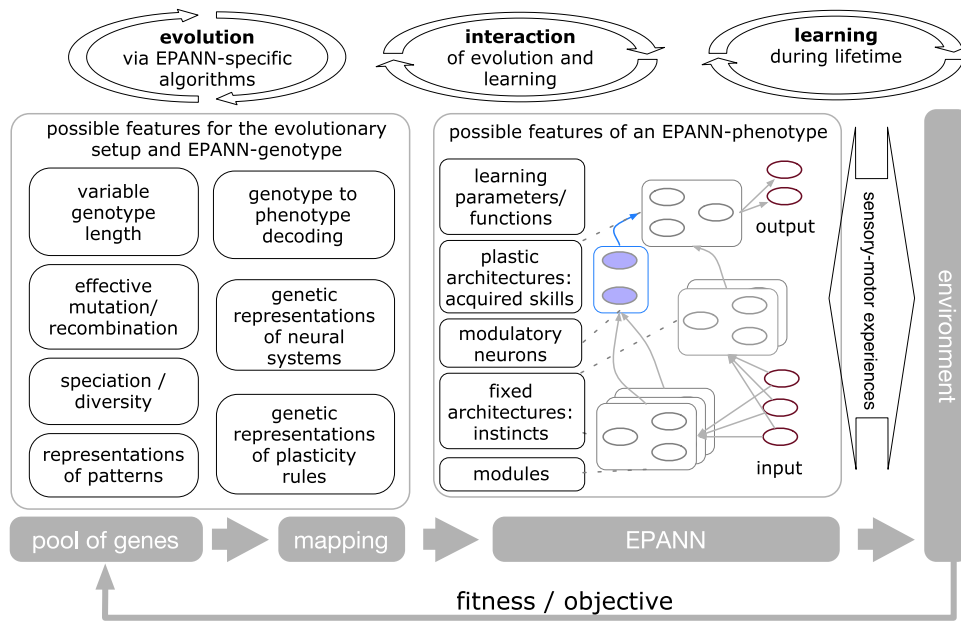 evolution
via EPANN-specific
algorithms
interaction
of evolution and
learning
learning
during lifetime
possible features for the evolutionary
setup and EPANN-genotype
variable
genotype
length
effective
mutation/
recombination
speciation /
diversity
representations
of patterns
genotype to
phenotype
decoding
genetic
representations
of neural
systems
genetic
representations
of plasticity
rules
possible features of an EPANN-phenotype
learning
parameters/
functions
plastic
architectures:
acquired skills
modulatory
neurons
fixed
architectures:
instincts
modules
output
input
sensory-motor experiences
environment
pool of genes
mapping
EPANN
fitness / objective